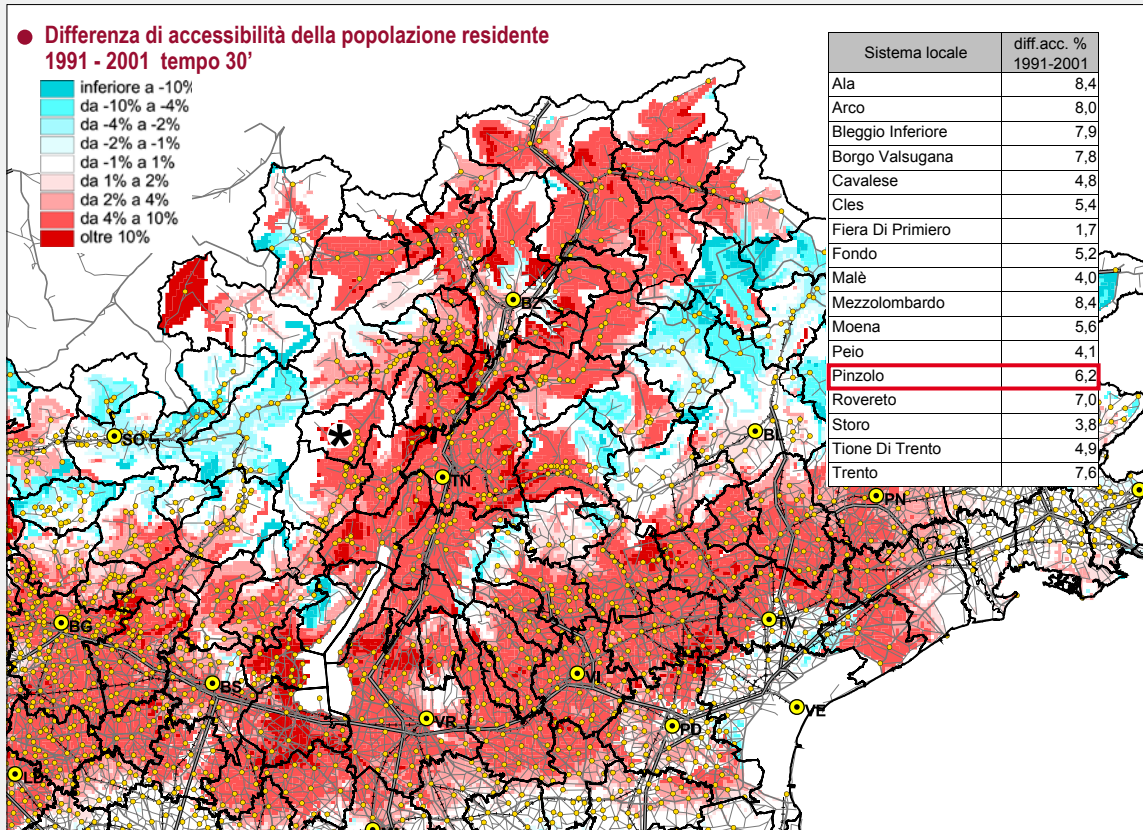 ● Differenza di accessibilità della popolazione residente
1991 - 2001 tempo 30'
inferiore a -10%
da -10% a -4%
da -4% a -2%
da -2% a -1%
da -1% a 1%
da 1% a 2%
da 2% a 4%
da 4% a 10%
oltre 10%
Sistema locale diff.acc. % 1991-2001
Ala 8,4
Arco 8,0
Bleggio Inferiore 7,9
Borgo Valsugana 7,8
Cavalese 4,8
Cles 5,4
Fiera Di Primiero 1,7
Fondo 5,2
Malè 4,0
Mezzolombardo 8,4
Moena 5,6
Peio 4,1
Pinzolo 6,2
Rovereto 7,0
Storo 3,8
Tione Di Trento 4,9
Trento 7,6
BZ
SO
*
BL
TN
PN
BG
TV
BS
VI
VR
PD
VE